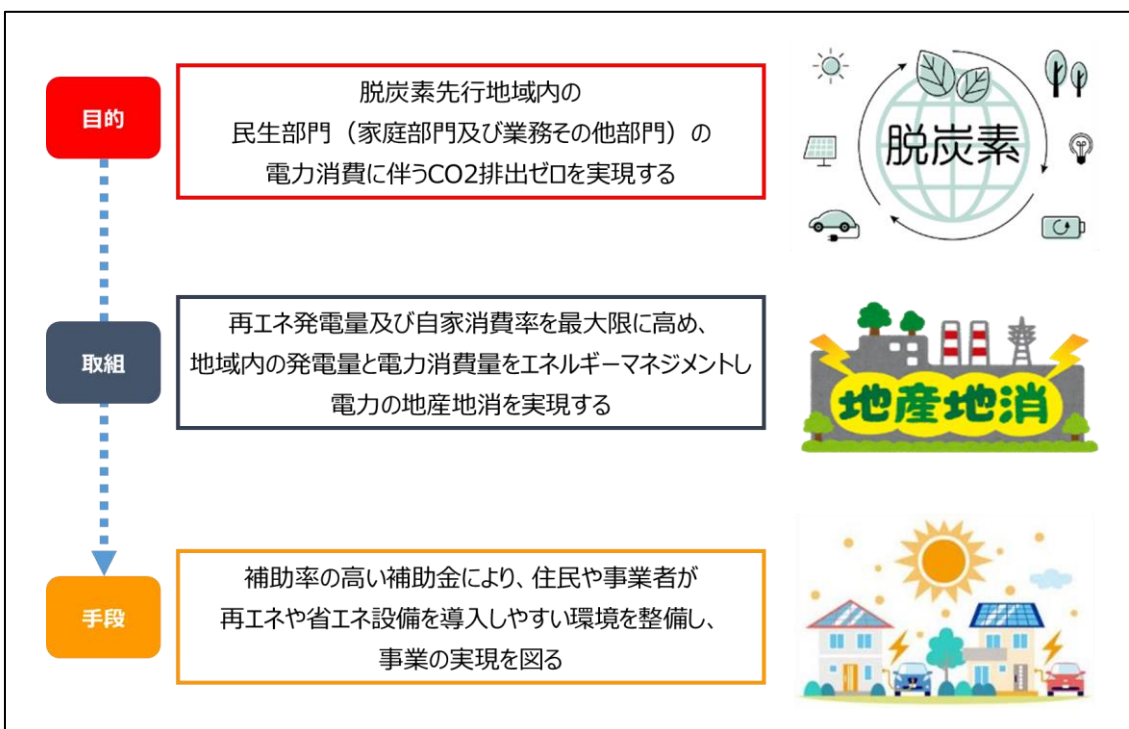 目的
脱炭素先行地域内の
民生部門（家庭部門及び業務その他部門）の
電力消費に伴うCO2排出ゼロを実現する
脱炭素
取組
再エネ発電量及び自家消費率を最大限に高め、
地域内の発電量と電力消費量をエネルギーマネジメントし
電力の地産地消を実現する
地産地消
手段
補助率の高い補助金により、住民や事業者が
再エネや省エネ設備を導入しやすい環境を整備し、
事業の実現を図る